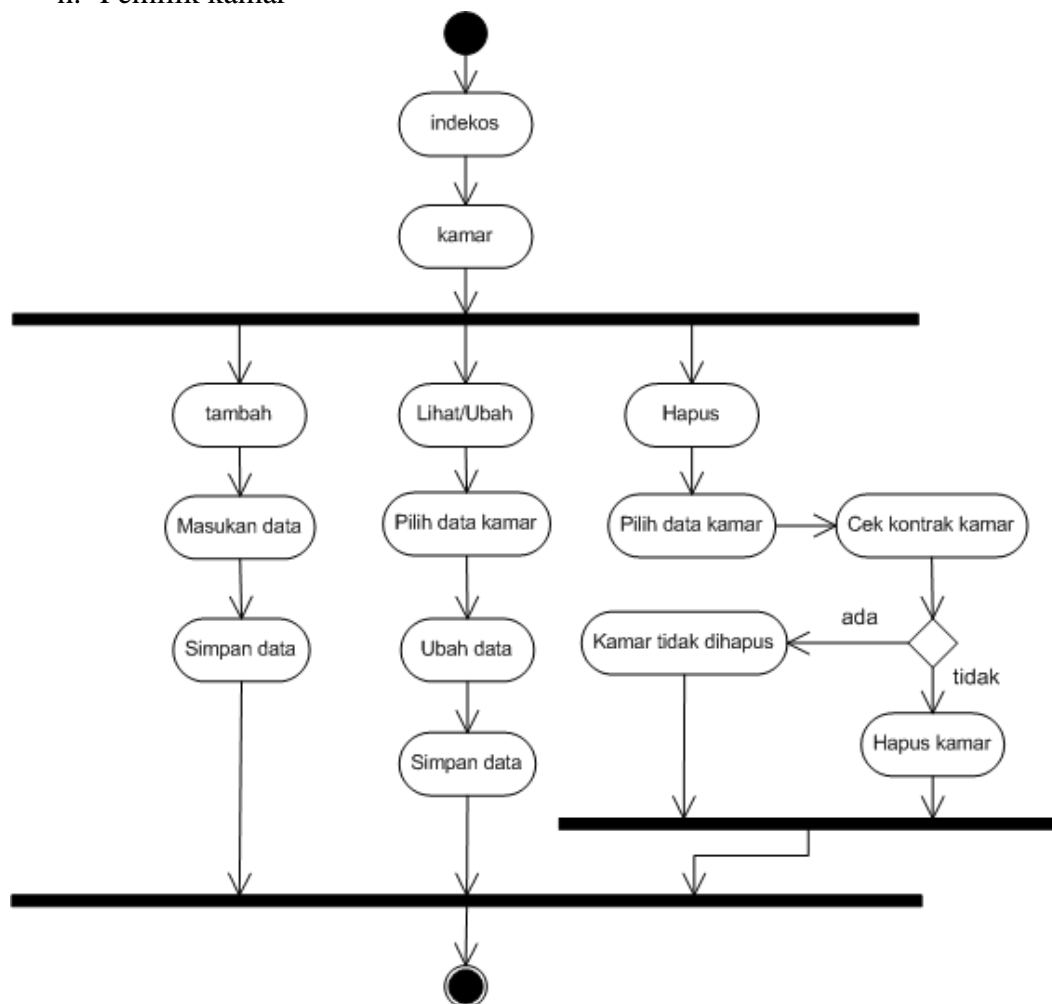 indekos
kamar
tambah
Lihat/Ubah
Hapus
Masukan data
Pilih data kamar
Pilih data kamar
Cek kontrak kamar
Simpan data
Ubah data
Kamar tidak dihapus
ada
tidak
Simpan data
Hapus kamar